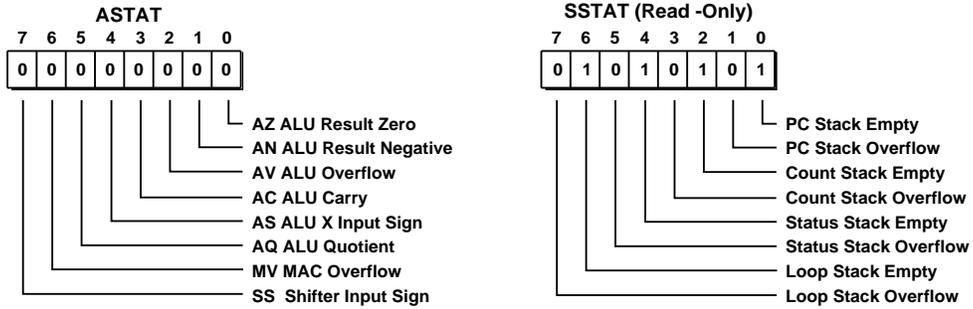 ASTAT
7 6 5 4 3 2 1 0
0 0 0 0 0 0 0 0
AZ ALU Result Zero
AN ALU Result Negative
AV ALU Overflow
AC ALU Carry
AS ALU X Input Sign
AQ ALU Quotient
MV MAC Overflow
SS Shifter Input Sign
SSTAT (Read -Only)
7 6 5 4 3 2 1 0
0 1 0 1 0 1 0 1
PC Stack Empty
PC Stack Overflow
Count Stack Empty
Count Stack Overflow
Status Stack Empty
Status Stack Overflow
Loop Stack Empty
Loop Stack Overflow